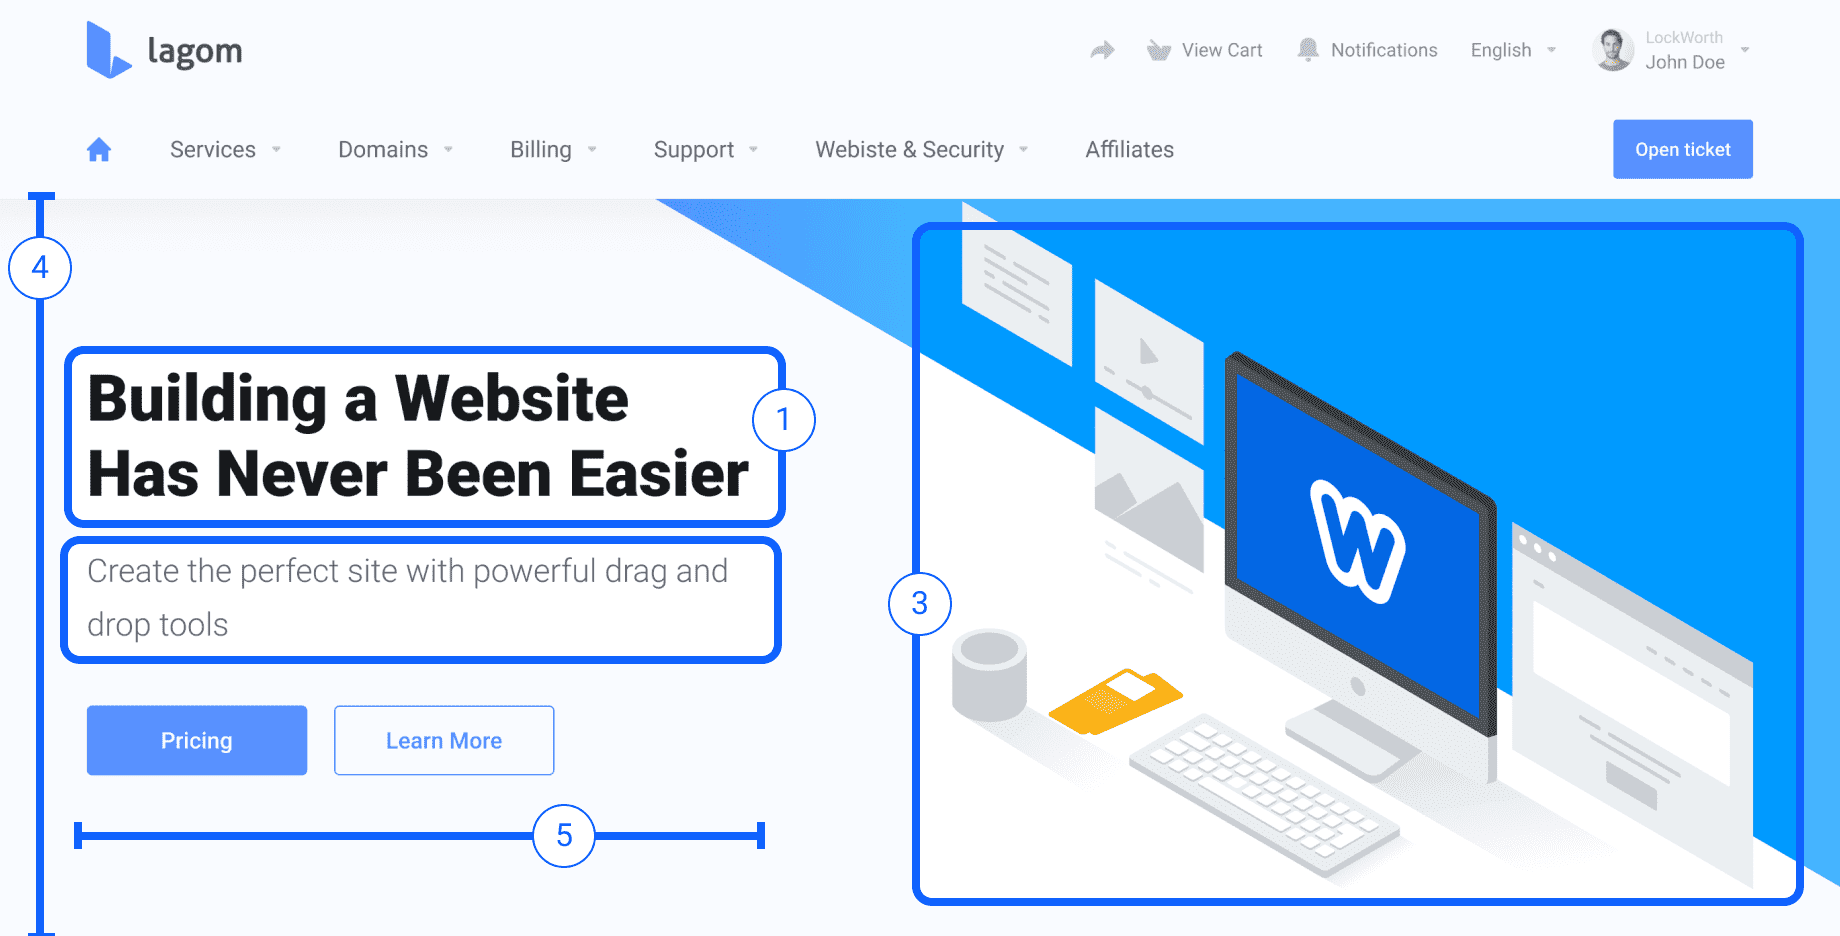 lagom
View Cart
Notifications
English
LockWorth
John Doe
Services
Domains
Billing
Support
Webiste & Security
Affiliates
Open ticket
4
Building a Website
Has Never Been Easier
1
Create the perfect site with powerful drag and
drop tools
Pricing
Learn More
5
3
W